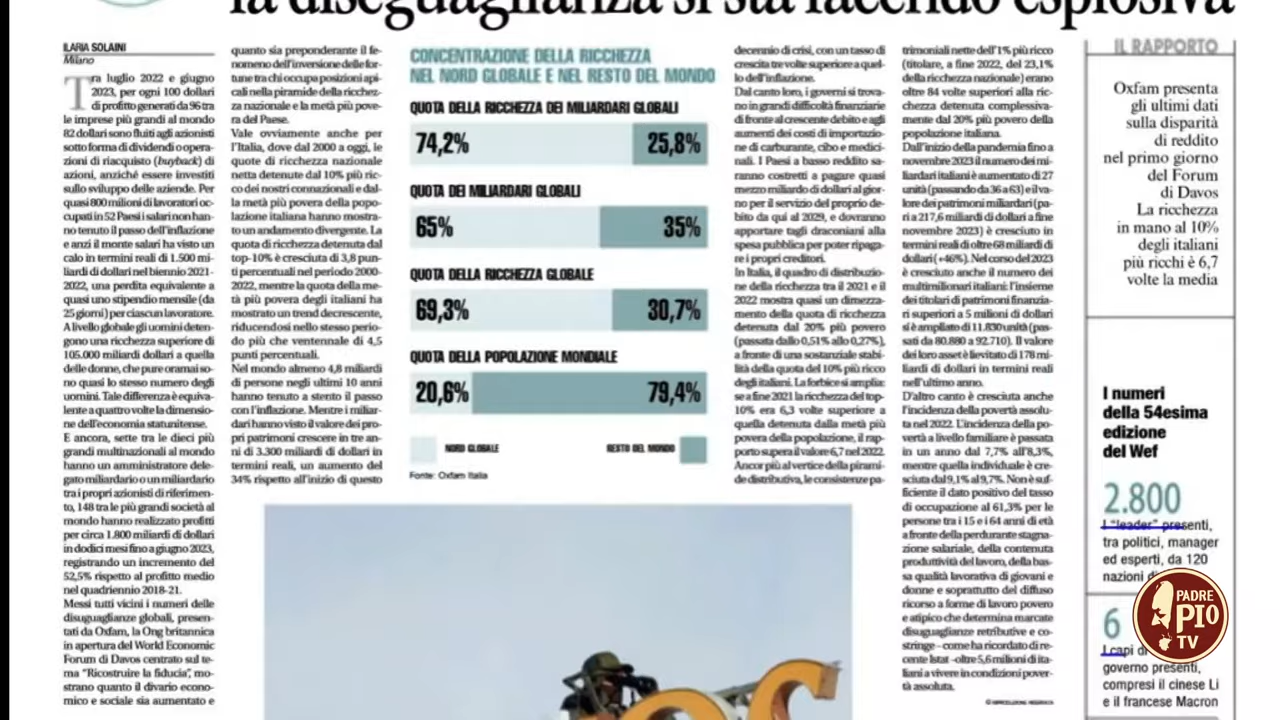 la diseguaglianza si sta facendo esplosiva
ILARIA SOLAINI
Milano
Tra luglio 2022 e giugno
2023, per ogni 100 dollari
di profitto generati da 96 tra
le imprese più grandi al mondo
82 dollari sono fluiti agli azionisti
sotto forma di dividendi o opera-
zioni di riacquisto (buyback) di
azioni, anziché essere investiti
sullo sviluppo delle aziende. Per
quasi 800 milioni di lavoratori oc-
cupati in 52 Paesi i salari non han-
no tenuto il passo dell'inflazione
e anzi il monte salari ha visto un
calo in termini reali di 1.500 mi-
liardi di dollari nel biennio 2021-
2022, una perdita equivalente a
quasi uno stipendio mensile (da
25 giorni) per ciascun lavoratore.
A livello globale gli uomini deten-
gono una ricchezza superiore di
105.000 miliardi dollari a quella
delle donne, che pure oramai so-
no quasi lo stesso numero degli
uomini. Tale differenza è equiva-
lente a quattro volte la dimensio-
ne dell'economia statunitense.
E ancora, sette tra le dieci più
grandi multinazionali al mondo
hanno un amministratore dele-
gato miliardario o un miliardario
tra i propri azionisti di riferimen-
to, 148 tra le più grandi società al
mondo hanno realizzato profitti
per circa 1.800 miliardi di dollari
in dodici mesi fino a giugno 2023,
registrando un incremento del
52,5% rispetto al profitto medio
nel quadriennio 2018-21.
Messi tutti vicini i numeri delle
disuguaglianze globali, presen-
tati da Oxfam, la Ong britannica
in apertura del World Economic
Forum di Davos centrato sul te-
ma "Ricostruire la fiducia", mo-
strano quanto il divario econo-
mico e sociale sia aumentato e
quanto sia preponderante il fe-
nomeno dell'inversione delle for-
tune tra chi occupa posizioni api-
cali nella piramide della ricchez-
za nazionale e la metà più pove-
ra del Paese.
Vale ovviamente anche per
l'Italia, dove dal 2000 a oggi, le
quote di ricchezza nazionale
netta detenute dal 10% più ric-
co dei nostri connazionali e dal-
la metà più povera della popo-
lazione italiana hanno mostra-
to un andamento divergente. La
quota di ricchezza detenuta dal
top-10% è cresciuta di 3,8 pun-
ti percentuali nel periodo 2000-
2022, mentre la quota della me-
tà più povera degli italiani ha
mostrato un trend decrescente,
riducendosi nello stesso perio-
do più che ventennale di 4,5
punti percentuali.
Nel mondo almeno 4,8 miliardi
di persone negli ultimi 10 anni
hanno tenuto a stento il passo
con l'inflazione. Mentre i miliar-
dari hanno visto il valore dei pro-
pri patrimoni crescere in tre an-
ni di 3.300 miliardi di dollari in
termini reali, un aumento del
34% rispetto all'inizio di questo
CONCENTRAZIONE DELLA RICCHEZZA
NEL NORD GLOBALE E NEL RESTO DEL MONDO
QUOTA DELLA RICCHEZZA DEI MILIARDARI GLOBALI
74,2% 25,8%
QUOTA DEI MILIARDARI GLOBALI
65% 35%
QUOTA DELLA RICCHEZZA GLOBALE
69,3% 30,7%
QUOTA DELLA POPOLAZIONE MONDIALE
20,6% 79,4%
NORD GLOBALE RESTO DEL MONDO
Fonte: Oxfam Italia
decennio di crisi, con un tasso di
crescita tre volte superiore a quel-
lo dell'inflazione.
Dal canto loro, i governi si trova-
no in grandi difficoltà finanziarie
di fronte al crescente debito e agli
aumenti dei costi di importazio-
ne di carburante, cibo e medici-
nali. I Paesi a basso reddito sa-
ranno costretti a pagare quasi
mezzo miliardo di dollari al gior-
no per il servizio del proprio de-
bito da qui al 2029, e dovranno
apportare tagli draconiani alla
spesa pubblica per poter ripaga-
re i propri creditori.
In Italia, il quadro di distribuzio-
ne della ricchezza tra il 2021 e il
2022 mostra quasi un dimezza-
mento della quota di ricchezza
detenuta dal 20% più povero
(passata dallo 0,51% allo 0,27%),
a fronte di una sostanziale stabi-
lità della quota del 10% più ricco
degli italiani. La forbice si amplia:
se a fine 2021 la ricchezza del top-
10% era 6,3 volte superiore a
quella detenuta dalla metà più
povera della popolazione, il rap-
porto supera il valore 6,7 nel 2022.
Ancor più al vertice della pirami-
de distributiva, le consistenze pa-
trimoniali nette dell'1% più ricco
(titolare, a fine 2022, del 23,1%
della ricchezza nazionale) erano
oltre 84 volte superiori alla ric-
chezza detenuta complessiva-
mente dal 20% più povero della
popolazione italiana.
Dall'inizio della pandemia fino a
novembre 2023 il numero dei mi-
liardari italiani è aumentato di 27
unità (passando da 36 a 63) e il va-
lore dei patrimoni miliardari (pa-
ri a 217,6 miliardi di dollari a fine
novembre 2023) è cresciuto in
termini reali di oltre 68 miliardi di
dollari (+46%). Nel corso del 2023
è cresciuto anche il numero dei
multimilionari italiani: l'insieme
dei titolari di patrimoni finanzia-
ri superiori a 5 milioni di dollari
si è ampliato di 11.830 unità (pas-
sati da 80.880 a 92.710). Il valore
dei loro asset è lievitato di 178 mi-
liardi di dollari in termini reali
nell'ultimo anno.
D'altro canto è cresciuta anche
l'incidenza della povertà assolu-
ta nel 2022. L'incidenza della po-
vertà a livello familiare è passata
in un anno dal 7,7% all'8,3%,
mentre quella individuale è cre-
sciuta dal 9,1% al 9,7%. Non è suf-
ficiente il dato positivo del tasso
di occupazione al 61,3% per le
persone tra i 15 e i 64 anni di età
a fronte della perdurante stagna-
zione salariale, della contenuta
produttività del lavoro, della bas-
sa qualità lavorativa di giovani e
donne e soprattutto del diffuso
ricorso a forme di lavoro povero
e atipico che determina marcate
disuguaglianze retributive e co-
stringe - come ha ricordato di re-
cente Istat - oltre 5,6 milioni di ita-
liani a vivere in condizioni pover-
tà assoluta.
© RIPRODUZIONE RISERVATA
IL RAPPORTO
Oxfam presenta
gli ultimi dati
sulla disparità
di reddito
nel primo giorno
del Forum
di Davos
La ricchezza
in mano al 10%
degli italiani
più ricchi è 6,7
volte la media
I numeri
della 54esima
edizione
del Wef
2.800
I "leader" presenti,
tra politici, manager
ed esperti, da 120
nazioni
6
I capi di
governo presenti,
compresi il cinese Li
e il francese Macron
PADRE
PIO
TV